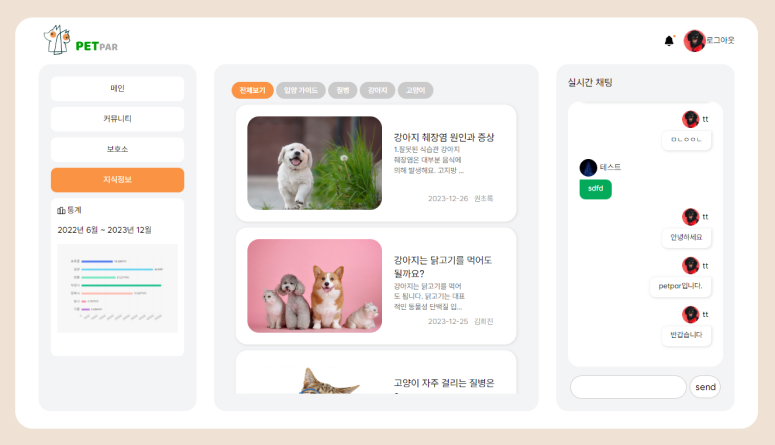 PETPAR
로그아웃
메인
커뮤니티
보호소
지식정보
통계
2022년 6월 ~ 2023년 12월
전체보기
입양 가이드
질병
강아지
고양이
강아지 췌장염 원인과 증상
1.잘못된 식습관 강아지
췌장염은 대부분 음식에
의해 발생해요. 고지방 ...
2023-12-26 권초록
강아지는 닭고기를 먹어도
될까요?
강아지는 닭고기를 먹어
도 됩니다. 닭고기는 대표
적인 동물성 단백질 입...
2023-12-25 김희진
고양이 자주 걸리는 질병은
실시간 채팅
tt
ㅁㄴㅇㅇㄴ
테스트
sdfd
tt
안녕하세요
tt
petpar입니다.
tt
반갑습니다
send